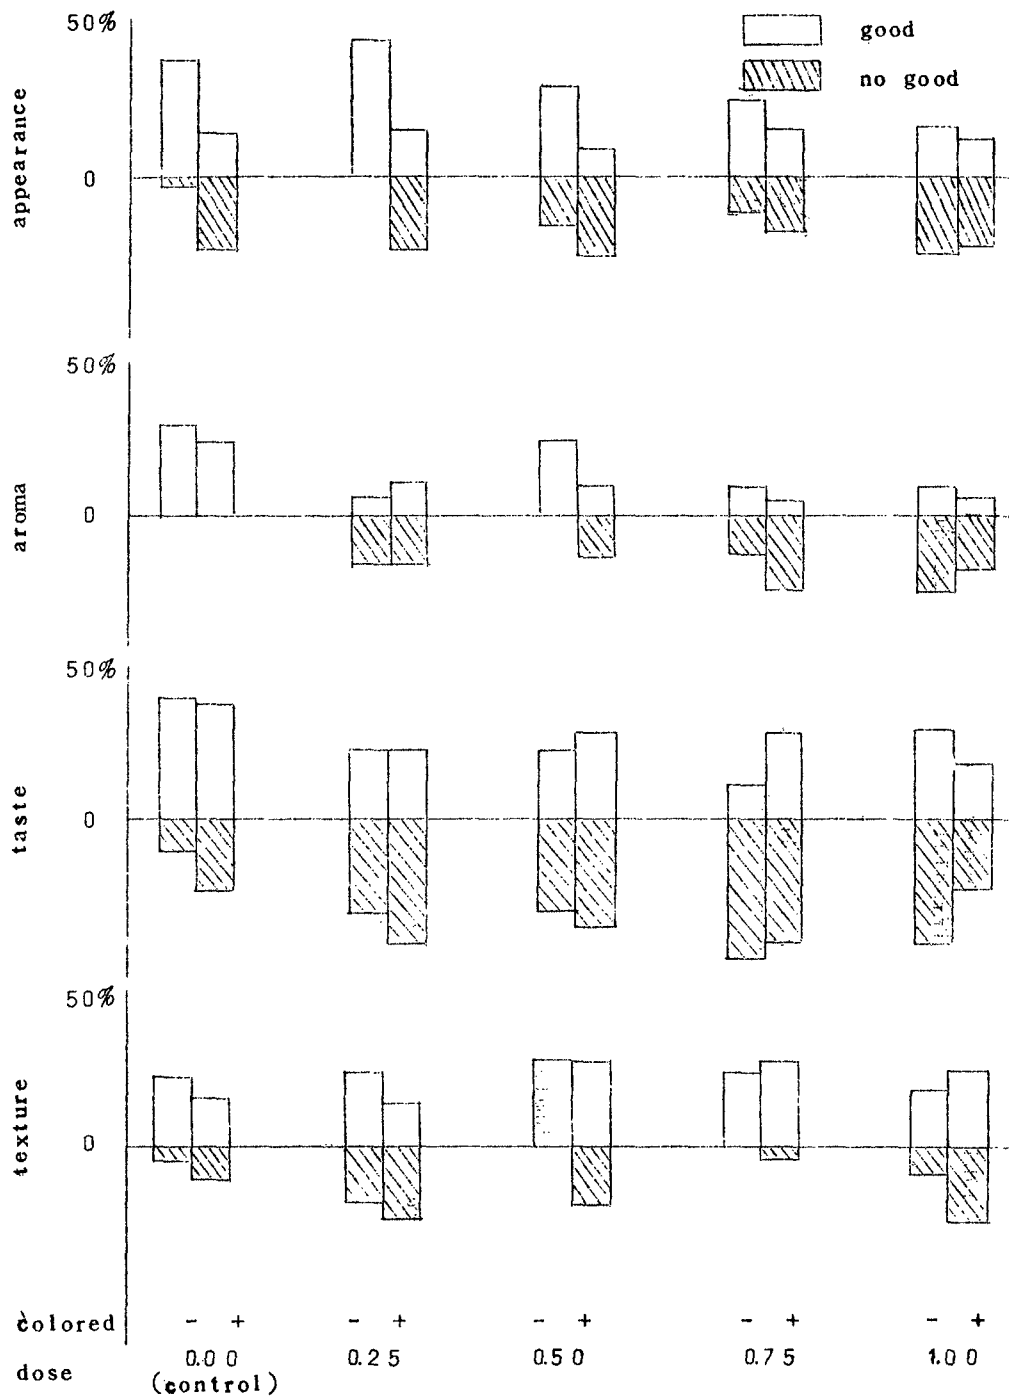 50%
good
no good
appearance
0
50%
aroma
0
50%
taste
0
50%
texture
0
colored - + - + - + - + - +
dose 0.00 0.25 0.50 0.75 1.00
(control)